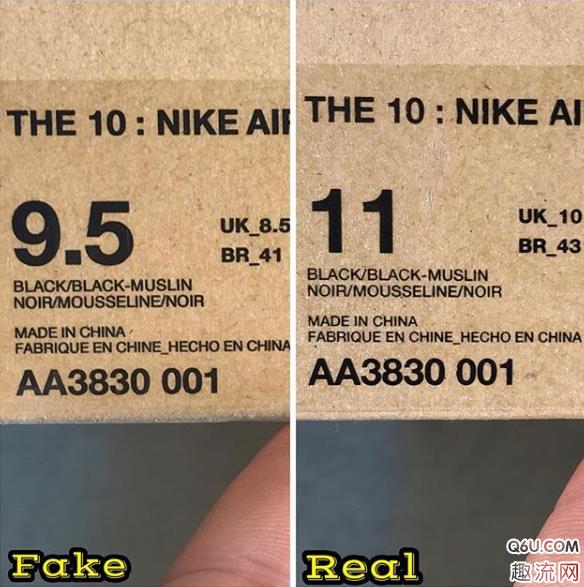 THE 10 : NIKE AIR
9.5
UK_8.5
BR_41
BLACK/BLACK-MUSLIN
NOIR/MOUSSELINE/NOIR
MADE IN CHINA
FABRIQUE EN CHINE_HECHO EN CHINA
AA3830 001
Fake
THE 10 : NIKE AI
11
UK_10
BR_43
BLACK/BLACK-MUSLIN
NOIR/MOUSSELINE/NOIR
MADE IN CHINA
FABRIQUE EN CHINE_HECHO EN CHINA
AA3830 001
Real
Q6U.COM
趣流网